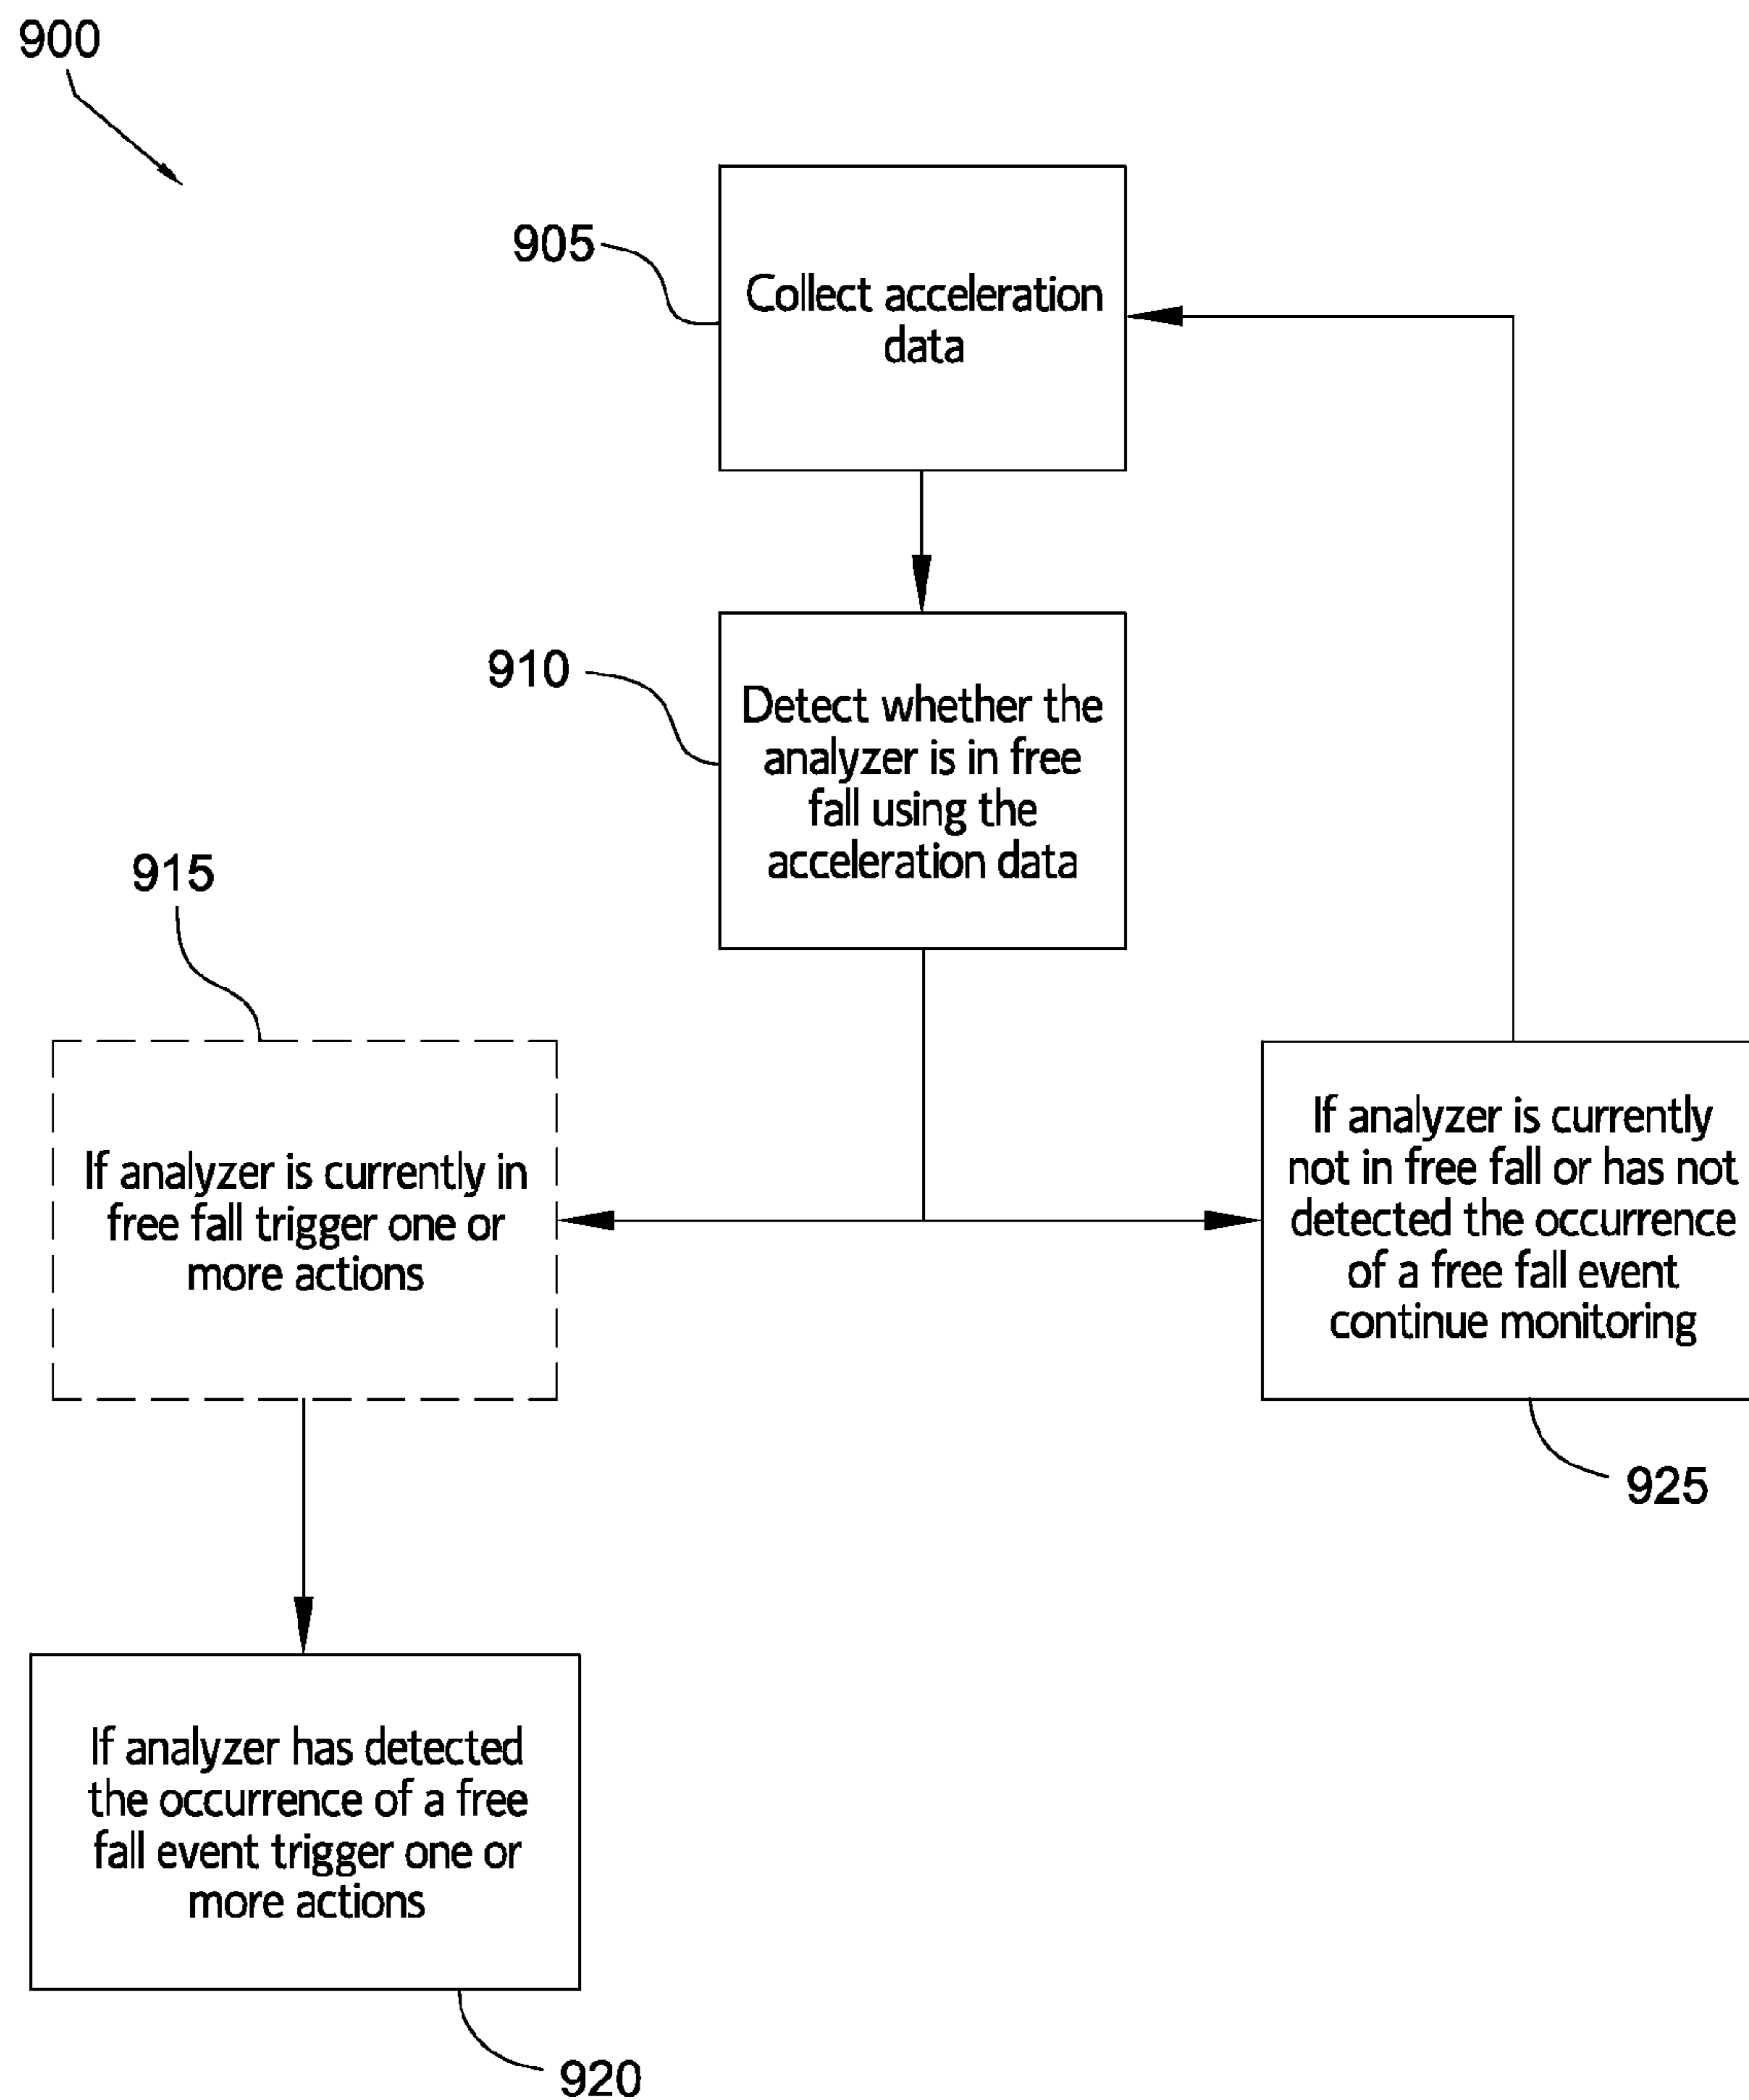 900
905
Collect acceleration
data
910
Detect whether the
analyzer is in free
fall using the
acceleration data
915
If analyzer is currently in
free fall trigger one or
more actions
If analyzer is currently
not in free fall or has not
detected the occurrence
of a free fall event
continue monitoring
925
If analyzer has detected
the occurrence of a free
fall event trigger one or
more actions
920